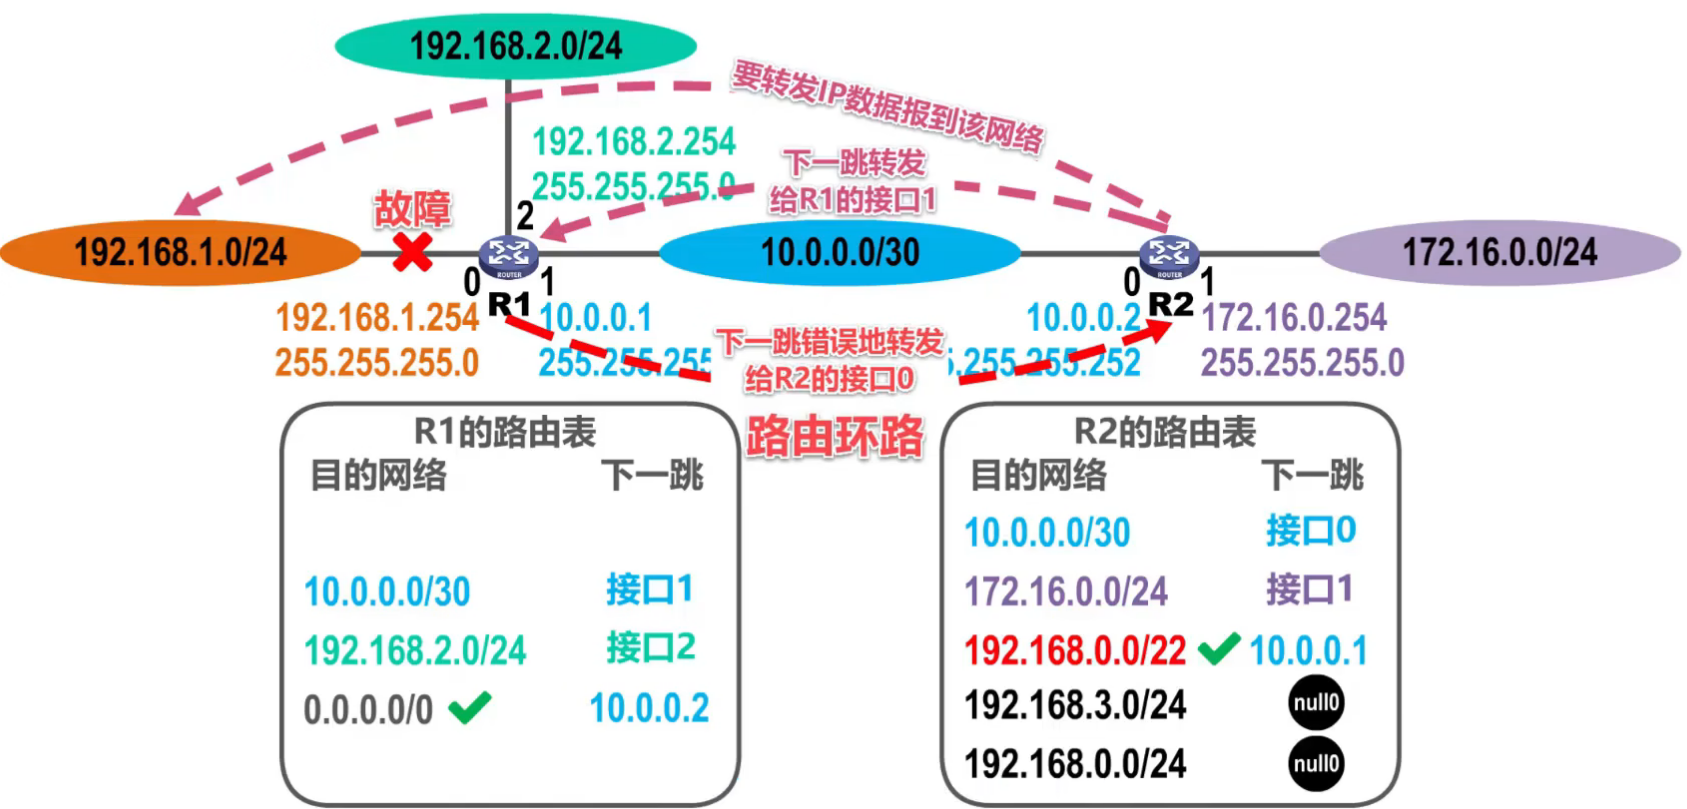 192.168.2.0/24
要转发IP数据报到该网络
192.168.2.254
255.255.255.0
下一跳转发
给R1的接口1
故障
2
192.168.1.0/24
10.0.0.0/30
172.16.0.0/24
ROUTER
ROUTER
0
R1
1
0
R2
1
192.168.1.254
255.255.255.0
10.0.0.1
255.255.255
下一跳错误地转发
给R2的接口0
10.0.0.2
.255.255.252
172.16.0.254
255.255.255.0
路由环路
R1的路由表
目的网络 下一跳
10.0.0.0/30 接口1
192.168.2.0/24 接口2
0.0.0.0/0 10.0.0.2
R2的路由表
目的网络 下一跳
10.0.0.0/30 接口0
172.16.0.0/24 接口1
192.168.0.0/22 10.0.0.1
192.168.3.0/24 null0
192.168.0.0/24 null0